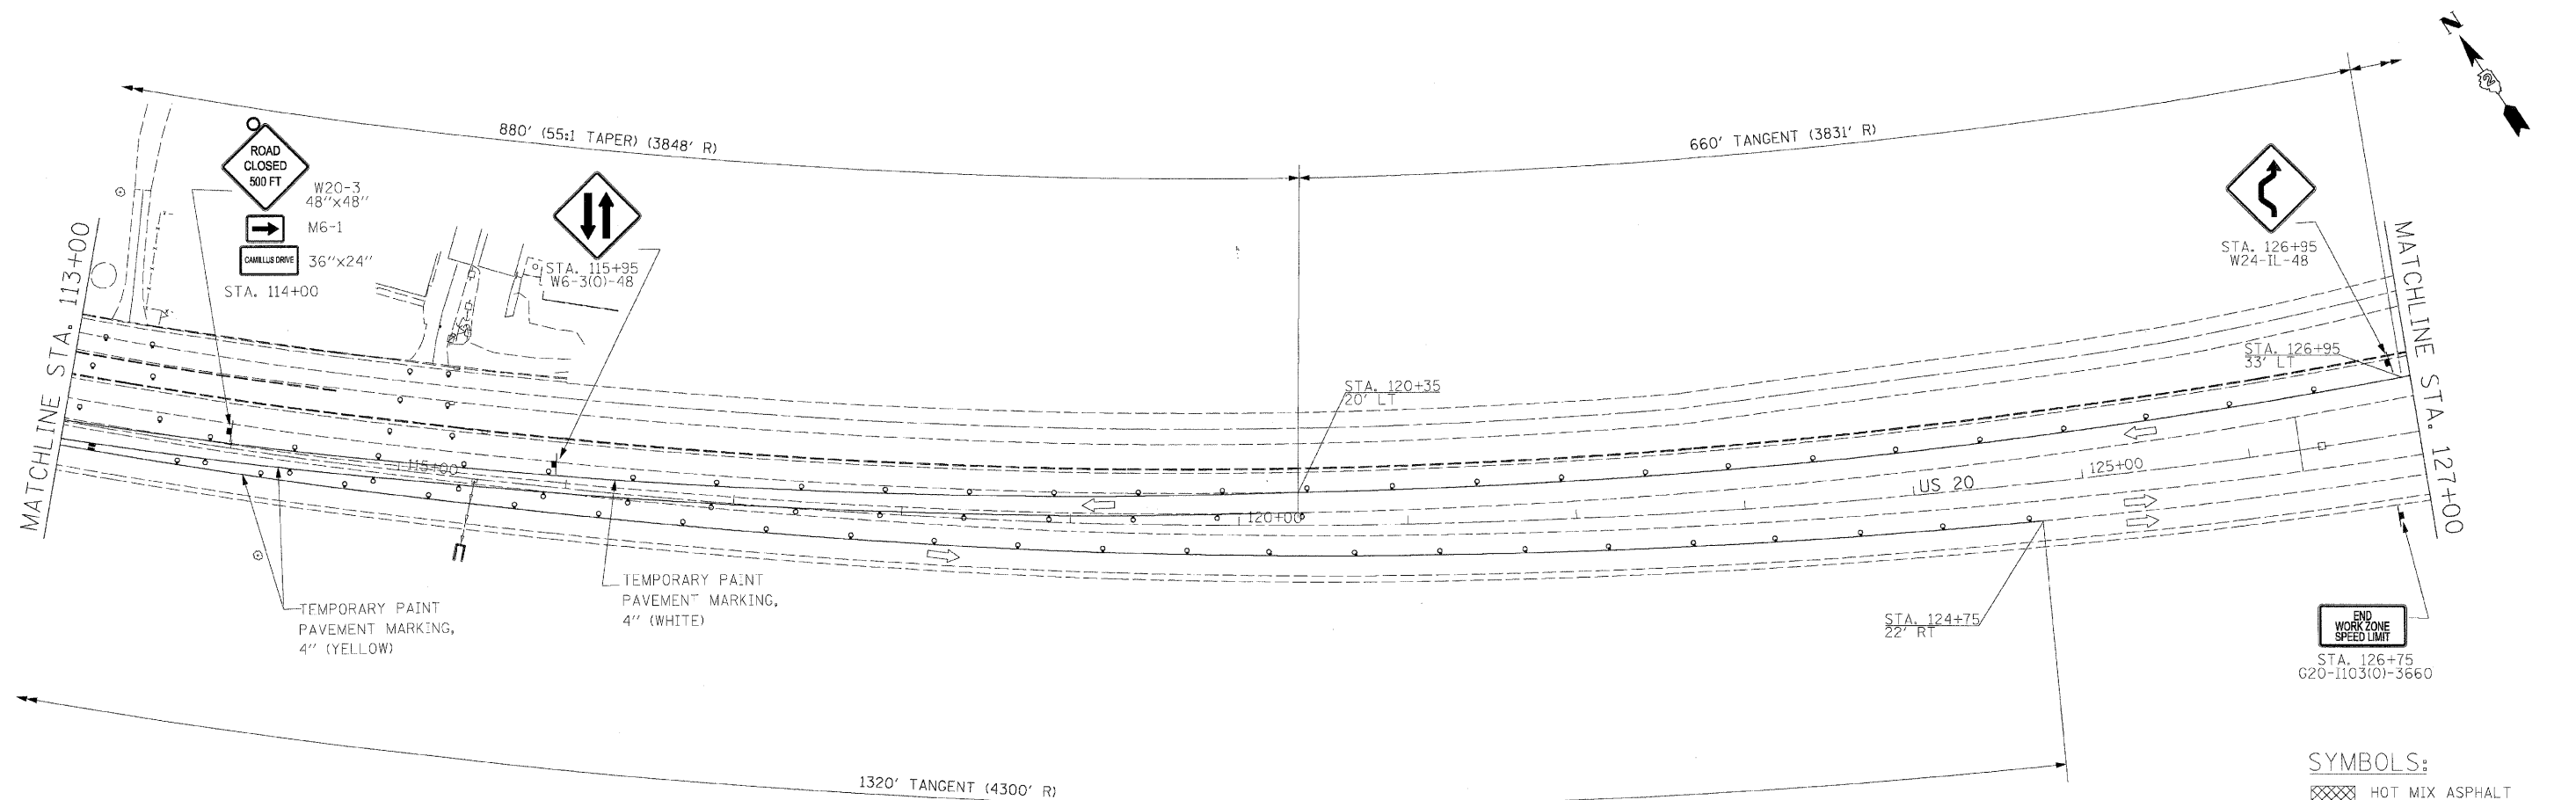 N
2
880' (55:1 TAPER) (3848' R)
660' TANGENT (3831' R)
ROAD
CLOSED
500 FT
W20-3
48"x48"
M6-1
CAMILLUS DRIVE
36"x24"
STA. 114+00
STA. 115+95
W6-3(O)-48
STA. 126+95
W24-IL-48
MATCHLINE STA. 113+00
MATCHLINE STA. 127+00
STA. 126+95
33' LT
STA. 120+35
20' LT
115+00
120+00
125+00
US 20
TEMPORARY PAINT
PAVEMENT MARKING,
4" (WHITE)
TEMPORARY PAINT
PAVEMENT MARKING,
4" (YELLOW)
STA. 124+75
22' RT
END
WORK ZONE
SPEED LIMIT
STA. 126+75
G20-I103(O)-3660
1320' TANGENT (4300' R)
SYMBOLS:
HOT MIX ASPHALT